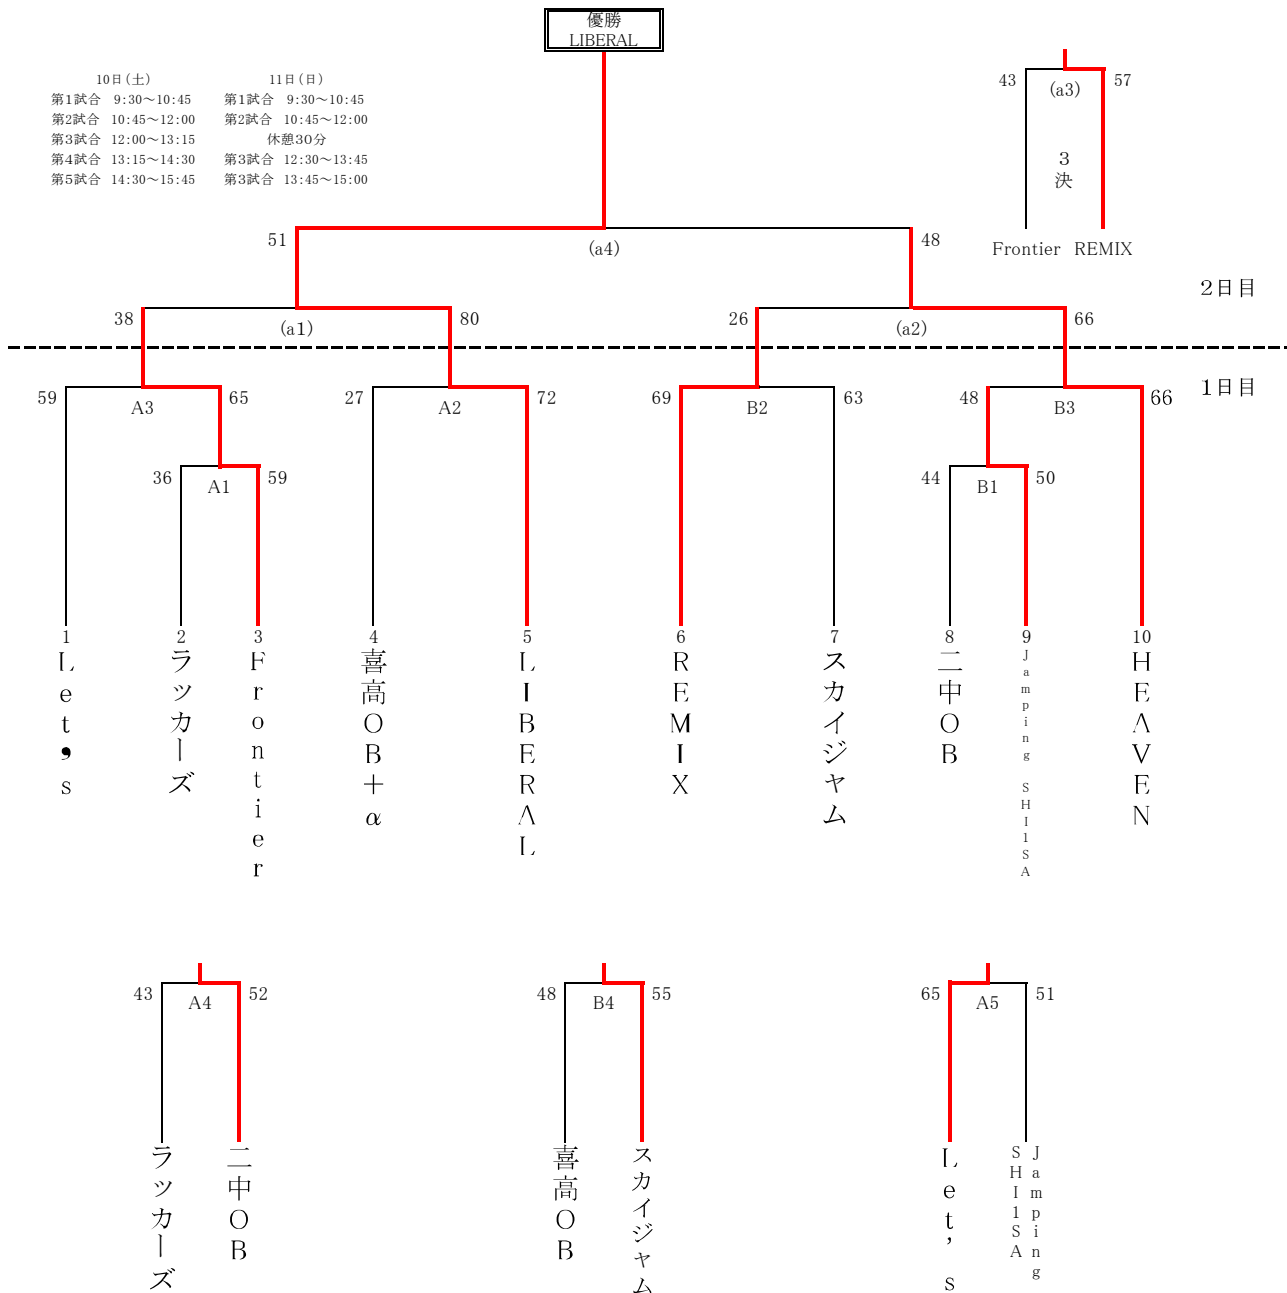 優勝
LIBERAL
10日(土)
第1試合 9:30～10:45
第2試合 10:45～12:00
第3試合 12:00～13:15
第4試合 13:15～14:30
第5試合 14:30～15:45
11日(日)
第1試合 9:30～10:45
第2試合 10:45～12:00
休憩30分
第3試合 12:30～13:45
第3試合 13:45～15:00
43
(a3)
57
3決
Frontier REMIX
51
(a4)
48
2日目
38
(a1)
80
26
(a2)
66
1日目
59
A3
65
27
A2
72
69
B2
63
48
B3
66
36
A1
59
44
B1
50
1
Let's
2
ラッカーズ
3
Frontier
4
喜高OB+α
5
LIBERAL
6
REMIX
7
スカイジャム
8
二中OB
9
Jamping SHI1SA
10
HEAVEN
43
A4
52
48
B4
55
65
A5
51
ラッカーズ
二中OB
喜高OB
スカイジャム
Let's
Jamping
SHI1SA